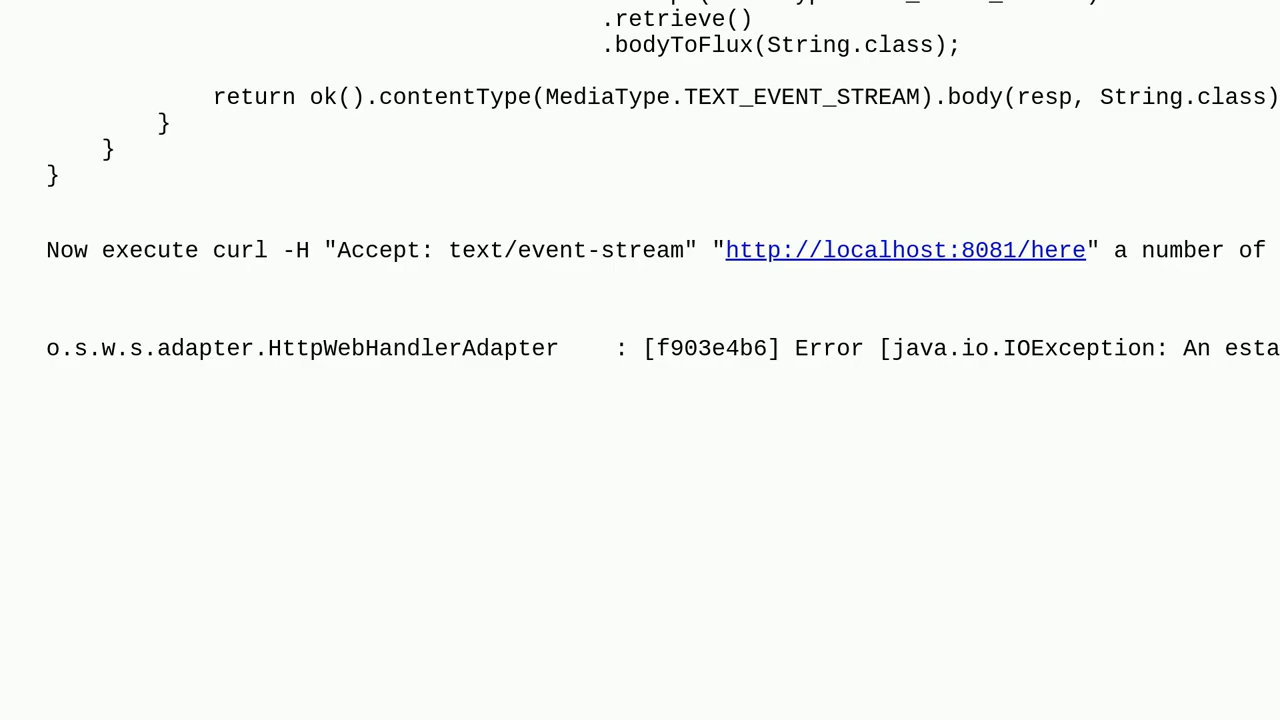 .retrieve()
.bodyToFlux(String.class);
return ok().contentType(MediaType.TEXT_EVENT_STREAM).body(resp, String.class)
}
}
}
Now execute curl -H "Accept: text/event-stream" "http://localhost:8081/here" a number of
o.s.w.s.adapter.HttpWebHandlerAdapter    : [f903e4b6] Error [java.io.IOException: An esta